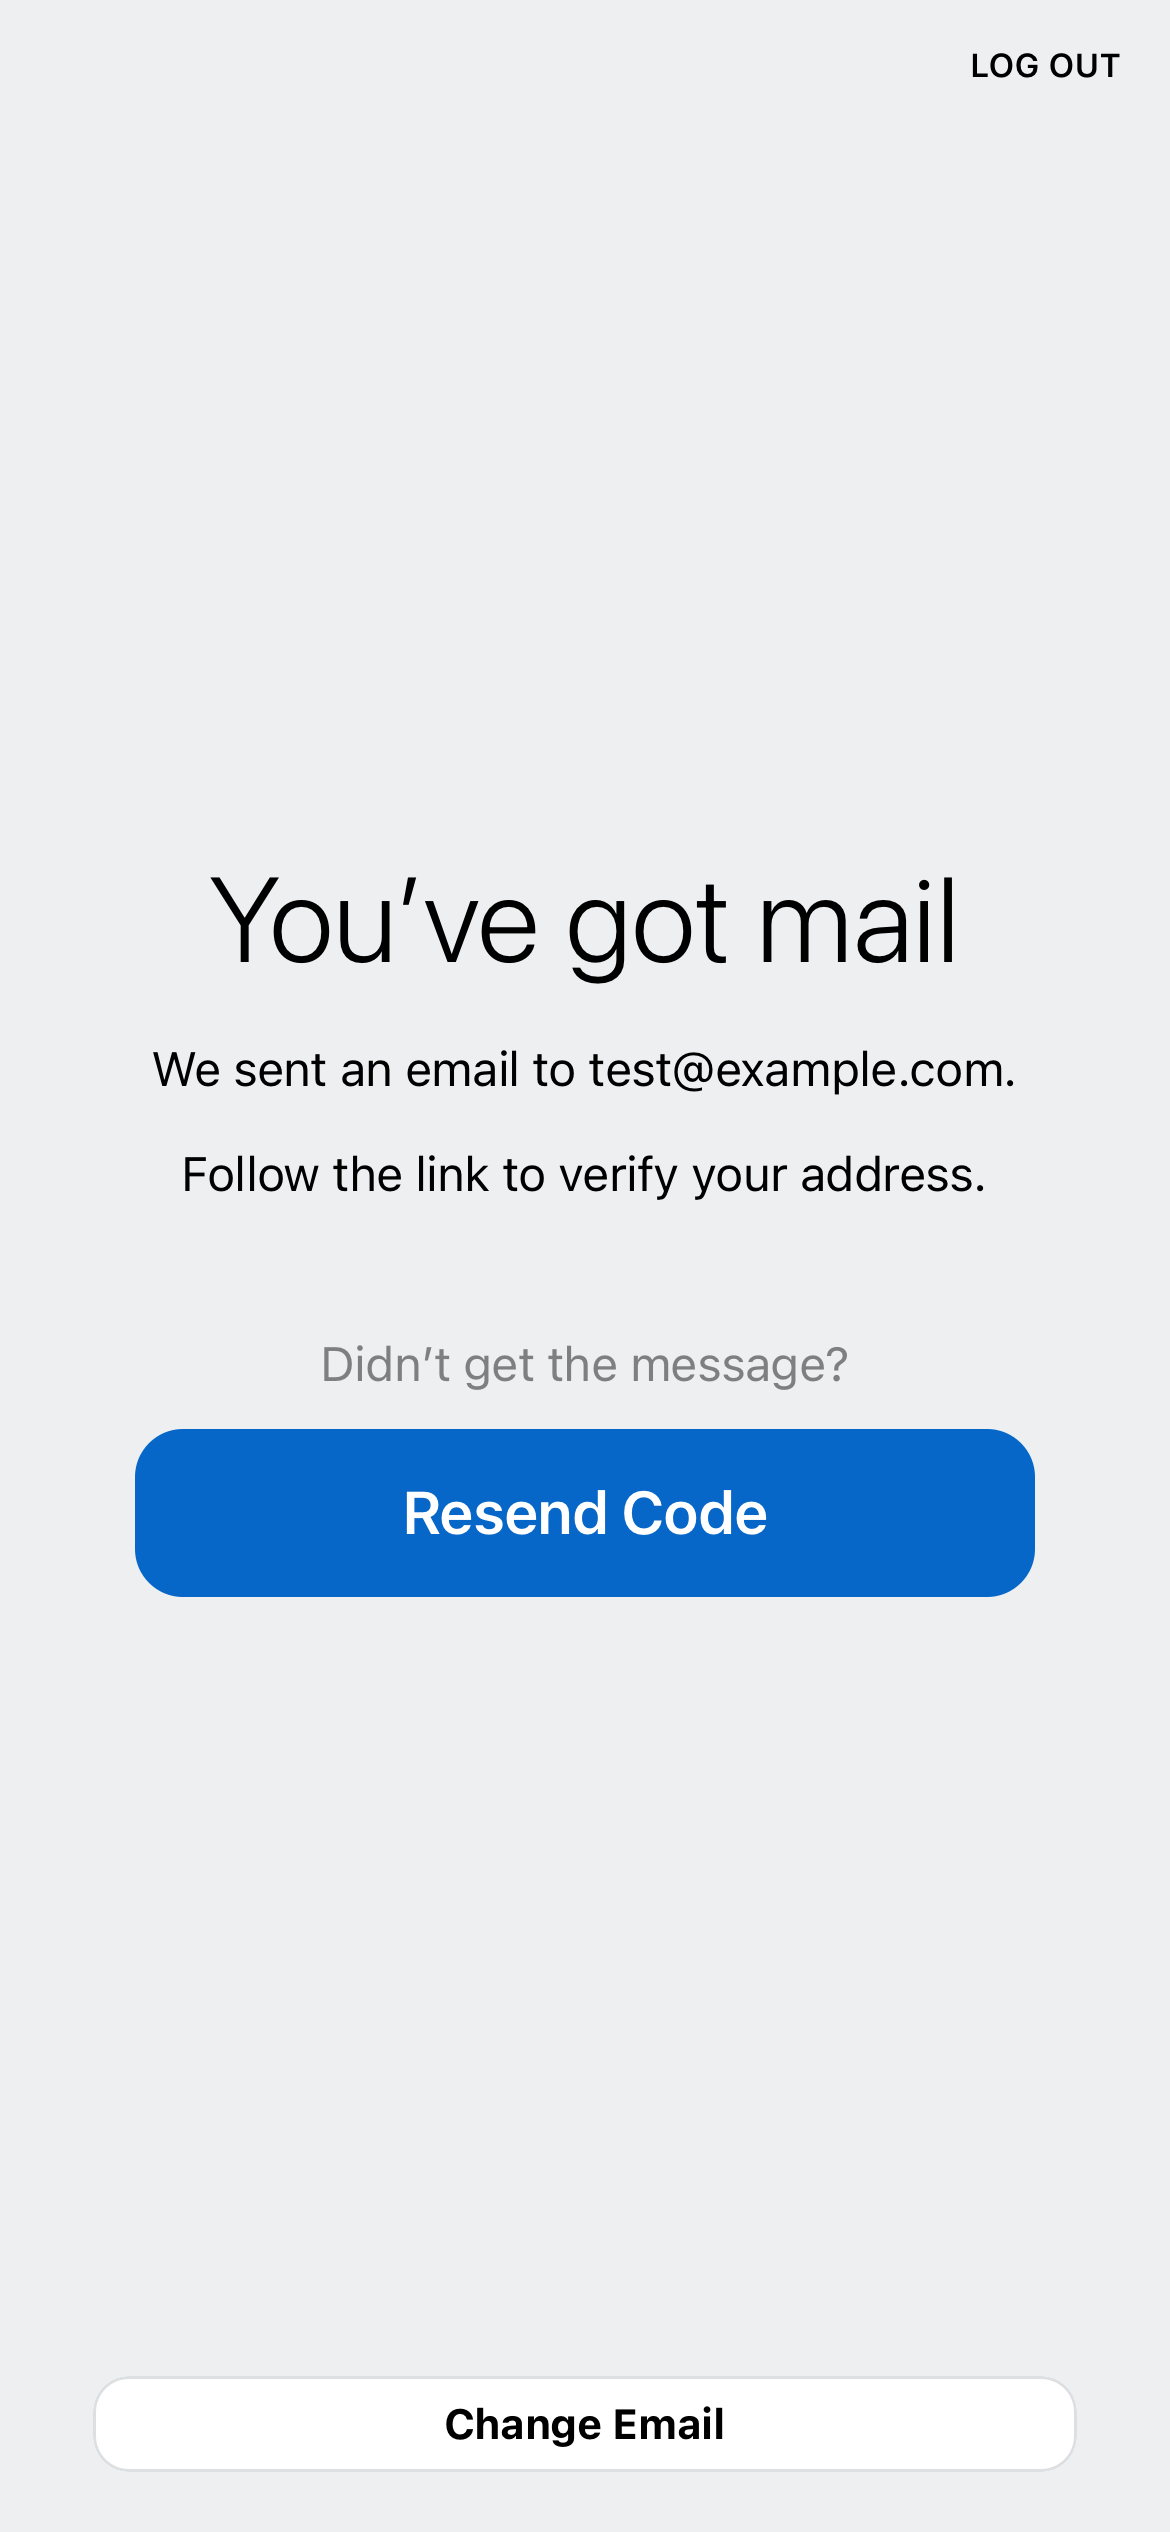 LOG OUT
You’ve got mail
We sent an email to test@example.com.
Follow the link to verify your address.
Didn’t get the message?
Resend Code
Change Email